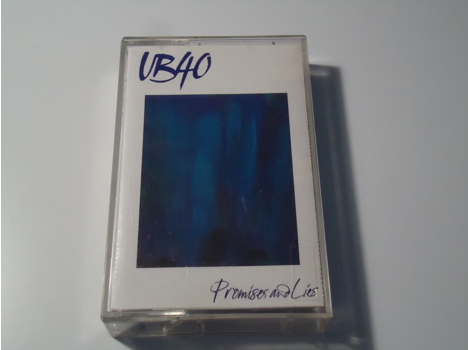 UB40
Promises and Lies